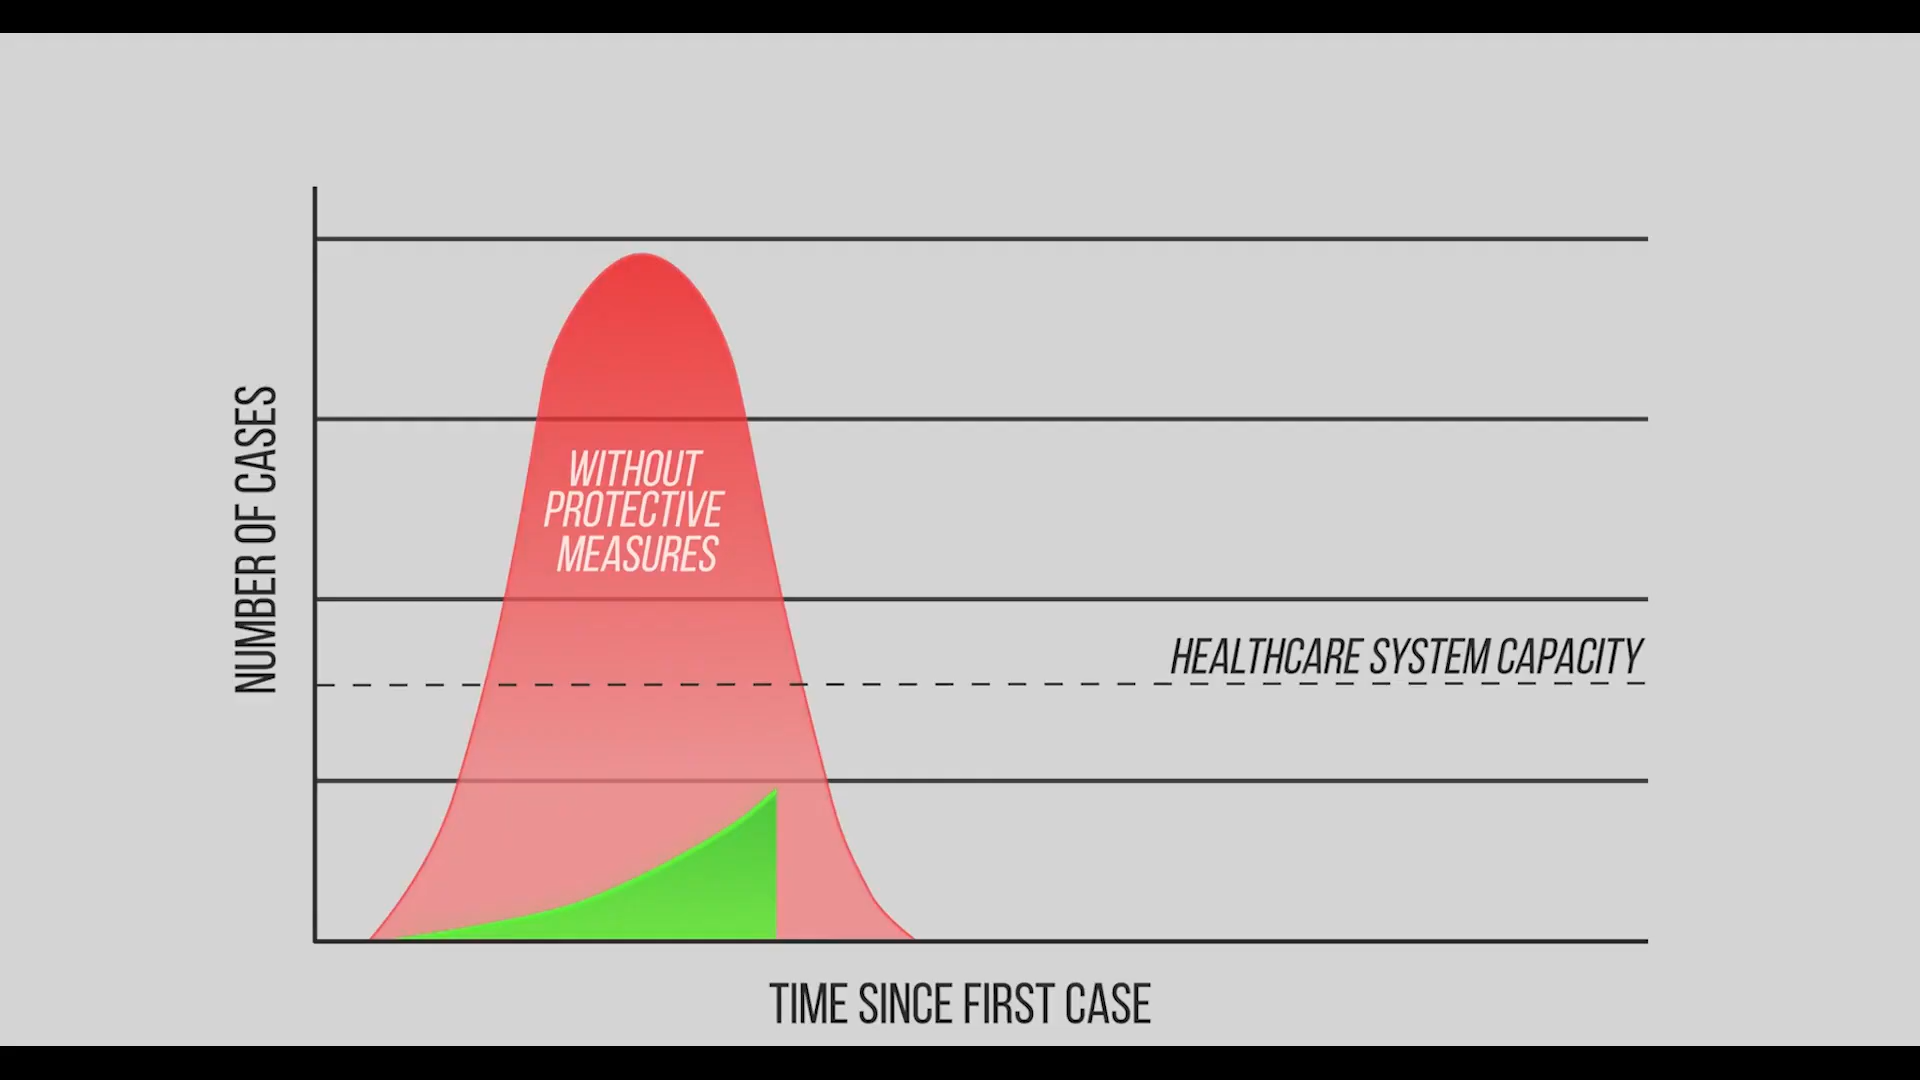 NUMBER OF CASES
WITHOUT
PROTECTIVE
MEASURES
HEALTHCARE SYSTEM CAPACITY
TIME SINCE FIRST CASE